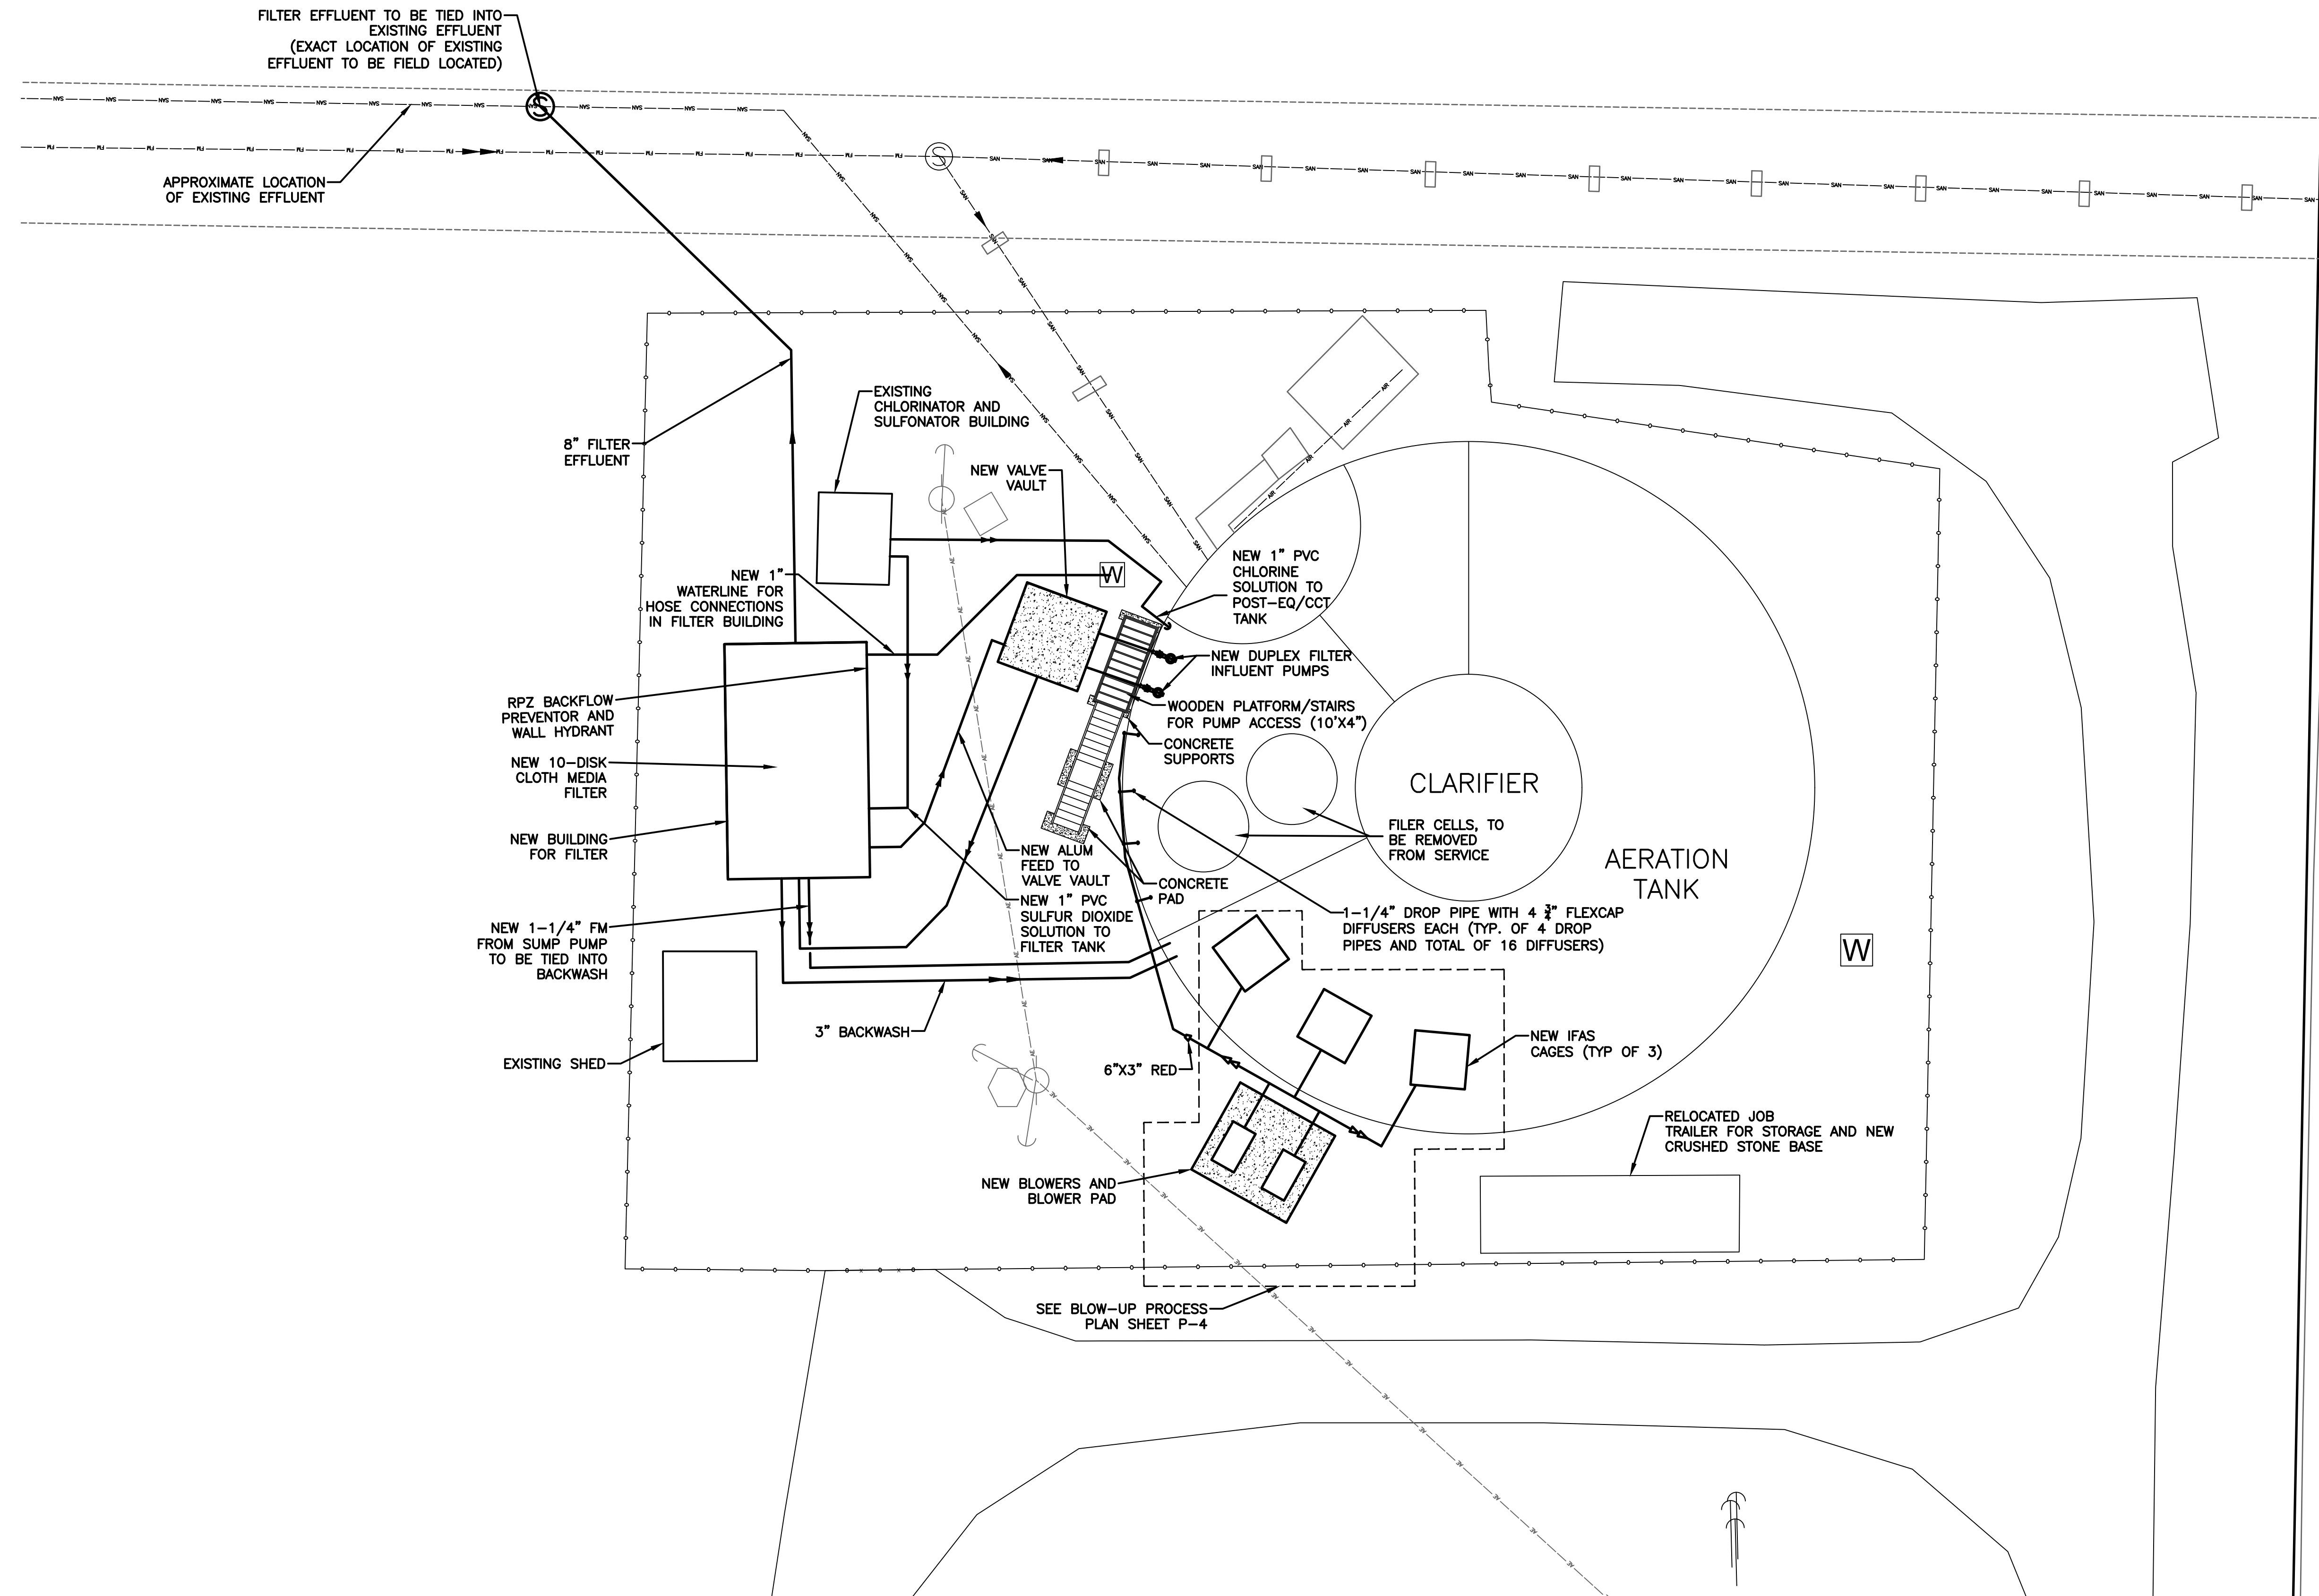 FILTER EFFLUENT TO BE TIED INTO
EXISTING EFFLUENT
(EXACT LOCATION OF EXISTING
EFFLUENT TO BE FIELD LOCATED)
APPROXIMATE LOCATION
OF EXISTING EFFLUENT
EXISTING
CHLORINATOR AND
SULFONATOR BUILDING
8" FILTER
EFFLUENT
NEW VALVE
VAULT
NEW 1"
WATERLINE FOR
HOSE CONNECTIONS
IN FILTER BUILDING
W
NEW 1" PVC
CHLORINE
SOLUTION TO
POST-EQ/CCT
TANK
NEW DUPLEX FILTER
INFLUENT PUMPS
RPZ BACKFLOW
PREVENTOR AND
WALL HYDRANT
WOODEN PLATFORM/STAIRS
FOR PUMP ACCESS (10'X4")
CONCRETE
SUPPORTS
NEW 10-DISK
CLOTH MEDIA
FILTER
CLARIFIER
NEW BUILDING
FOR FILTER
FILER CELLS, TO
BE REMOVED
FROM SERVICE
AERATION
TANK
NEW ALUM
FEED TO
VALVE VAULT
CONCRETE
PAD
NEW 1" PVC
SULFUR DIOXIDE
SOLUTION TO
FILTER TANK
1-1/4" DROP PIPE WITH 4 3/4" FLEXCAP
DIFFUSERS EACH (TYP. OF 4 DROP
PIPES AND TOTAL OF 16 DIFFUSERS)
NEW 1-1/4" FM
FROM SUMP PUMP
TO BE TIED INTO
BACKWASH
W
3" BACKWASH
EXISTING SHED
6"X3" RED
NEW IFAS
CAGES (TYP OF 3)
RELOCATED JOB
TRAILER FOR STORAGE AND NEW
CRUSHED STONE BASE
NEW BLOWERS AND
BLOWER PAD
SEE BLOW-UP PROCESS
PLAN SHEET P-4